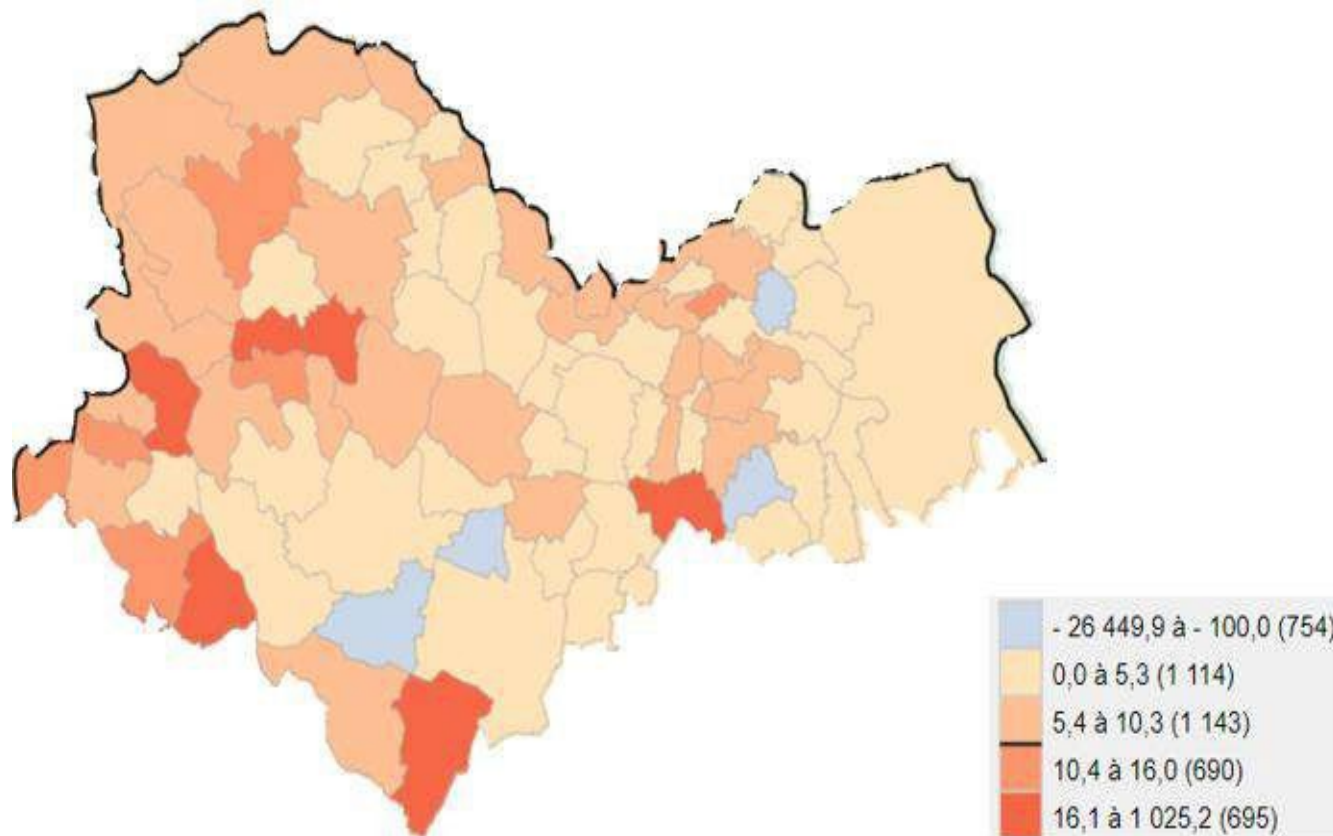 - 26 449,9 à - 100,0 (754)
0,0 à 5,3 (1 114)
5,4 à 10,3 (1 143)
10,4 à 16,0 (690)
16,1 à 1 025,2 (695)